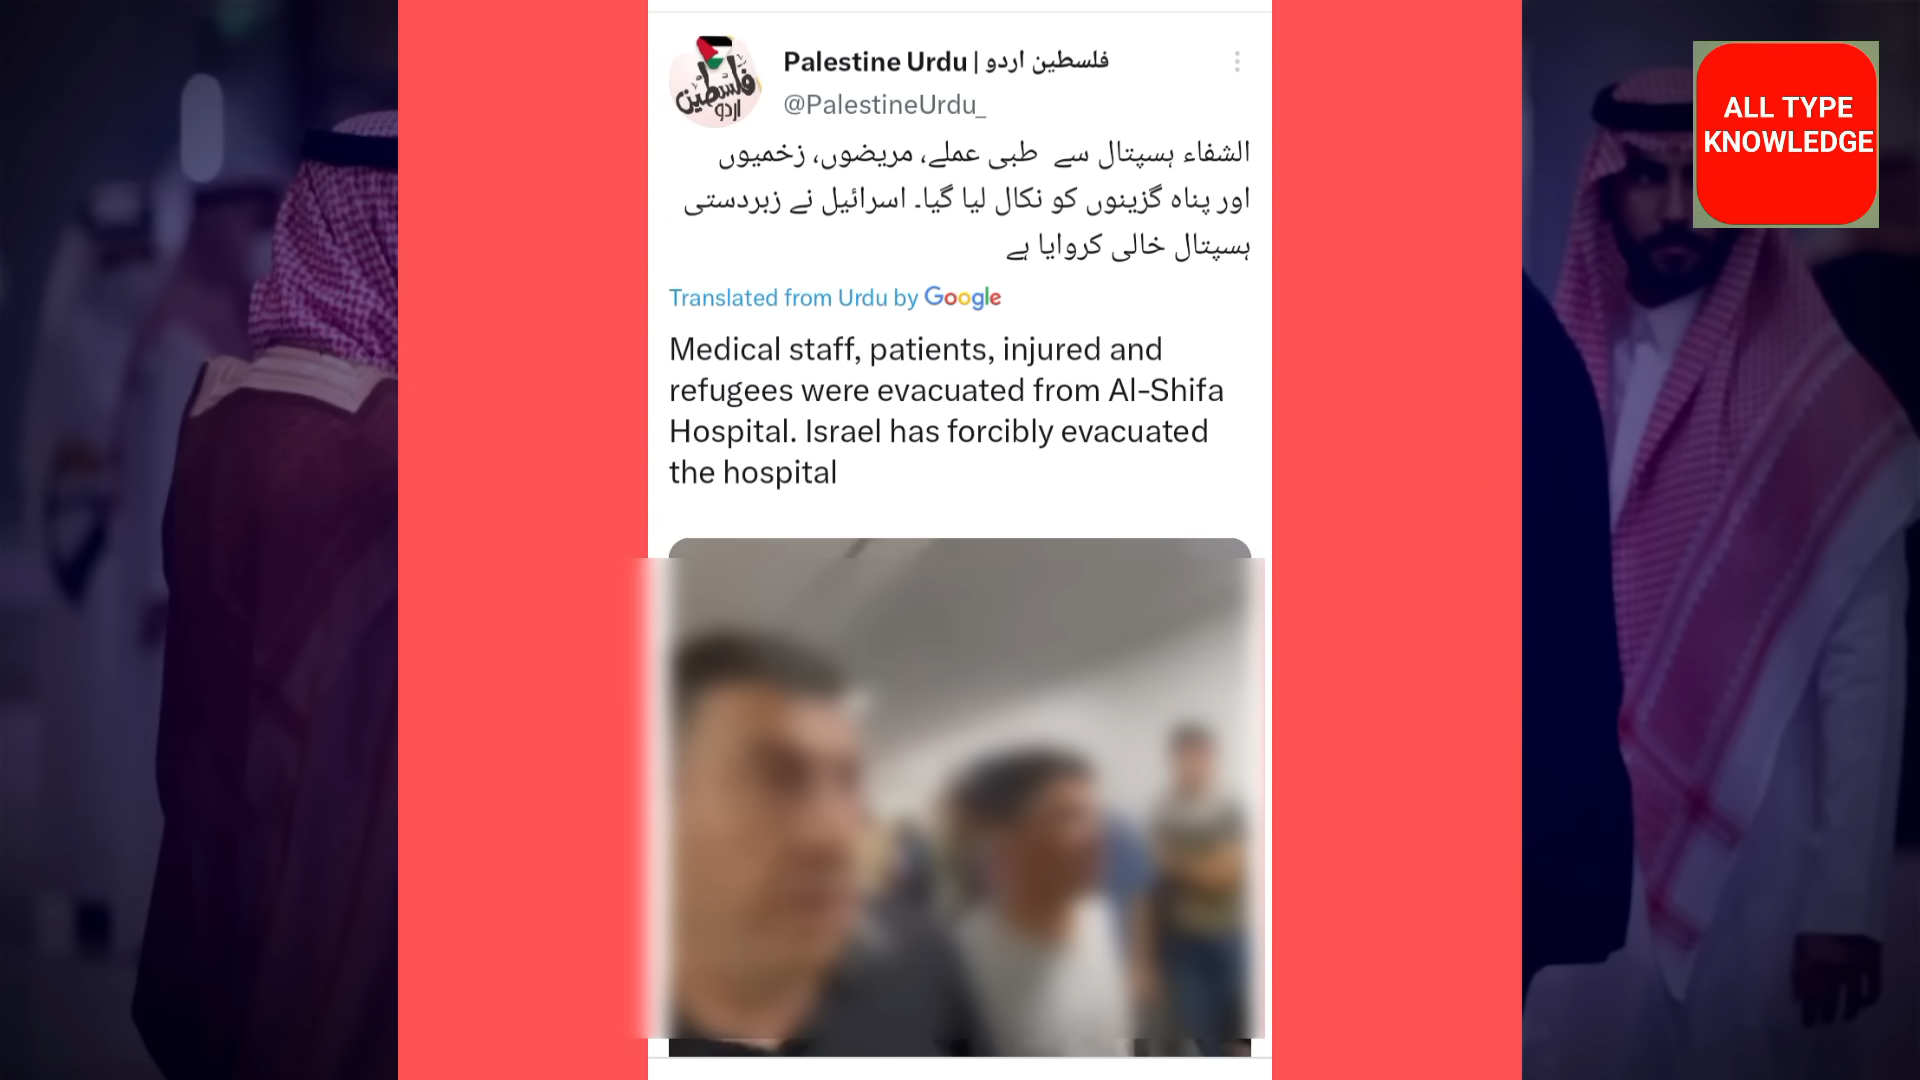 فلسطین اردو
Palestine Urdu | فلسطین اردو
@PalestineUrdu_
الشفاء ہسپتال سے طبی عملے، مریضوں، زخمیوں
اور پناہ گزینوں کو نکال لیا گیا۔ اسرائیل نے زبردستی
ہسپتال خالی کروایا ہے
Translated from Urdu by Google
Medical staff, patients, injured and
refugees were evacuated from Al-Shifa
Hospital. Israel has forcibly evacuated
the hospital
ALL TYPE
KNOWLEDGE